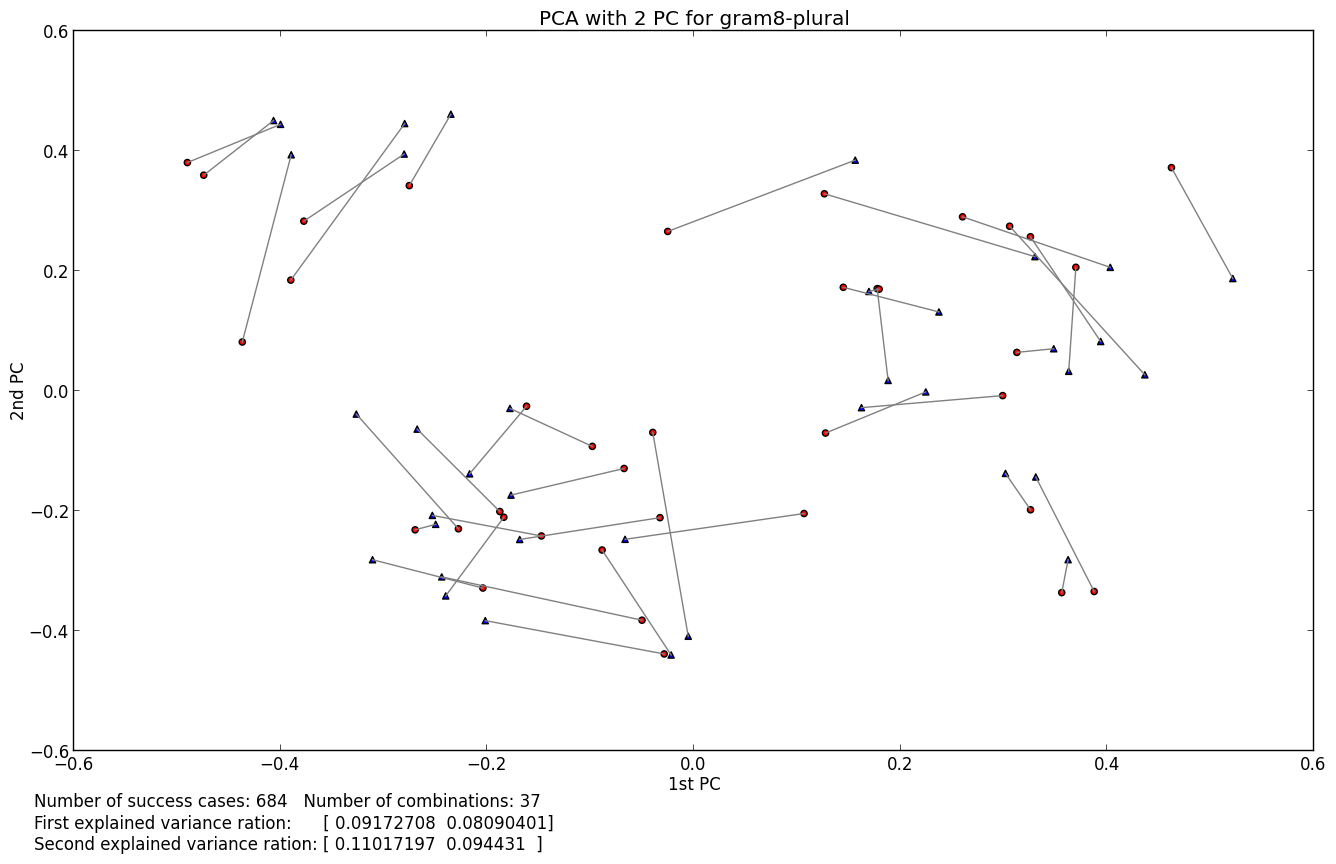 PCA with 2 PC for gram8-plural
0.6
0.4
0.2
0.0
−0.2
−0.4
−0.6
2nd PC
−0.6 −0.4 −0.2 0.0 0.2 0.4 0.6
1st PC
Number of success cases: 684 Number of combinations: 37
First explained variance ration: [ 0.09172708 0.08090401]
Second explained variance ration: [ 0.11017197 0.094431 ]